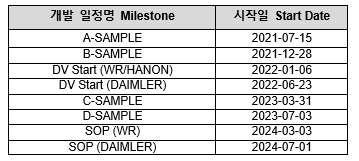 개발 일정명 Milestone 시작일 Start Date
A-SAMPLE 2021-07-15
B-SAMPLE 2021-12-28
DV Start (WR/HANON) 2022-01-06
DV Start (DAIMLER) 2022-06-23
C-SAMPLE 2023-03-31
D-SAMPLE 2023-07-03
SOP (WR) 2024-03-03
SOP (DAIMLER) 2024-07-01